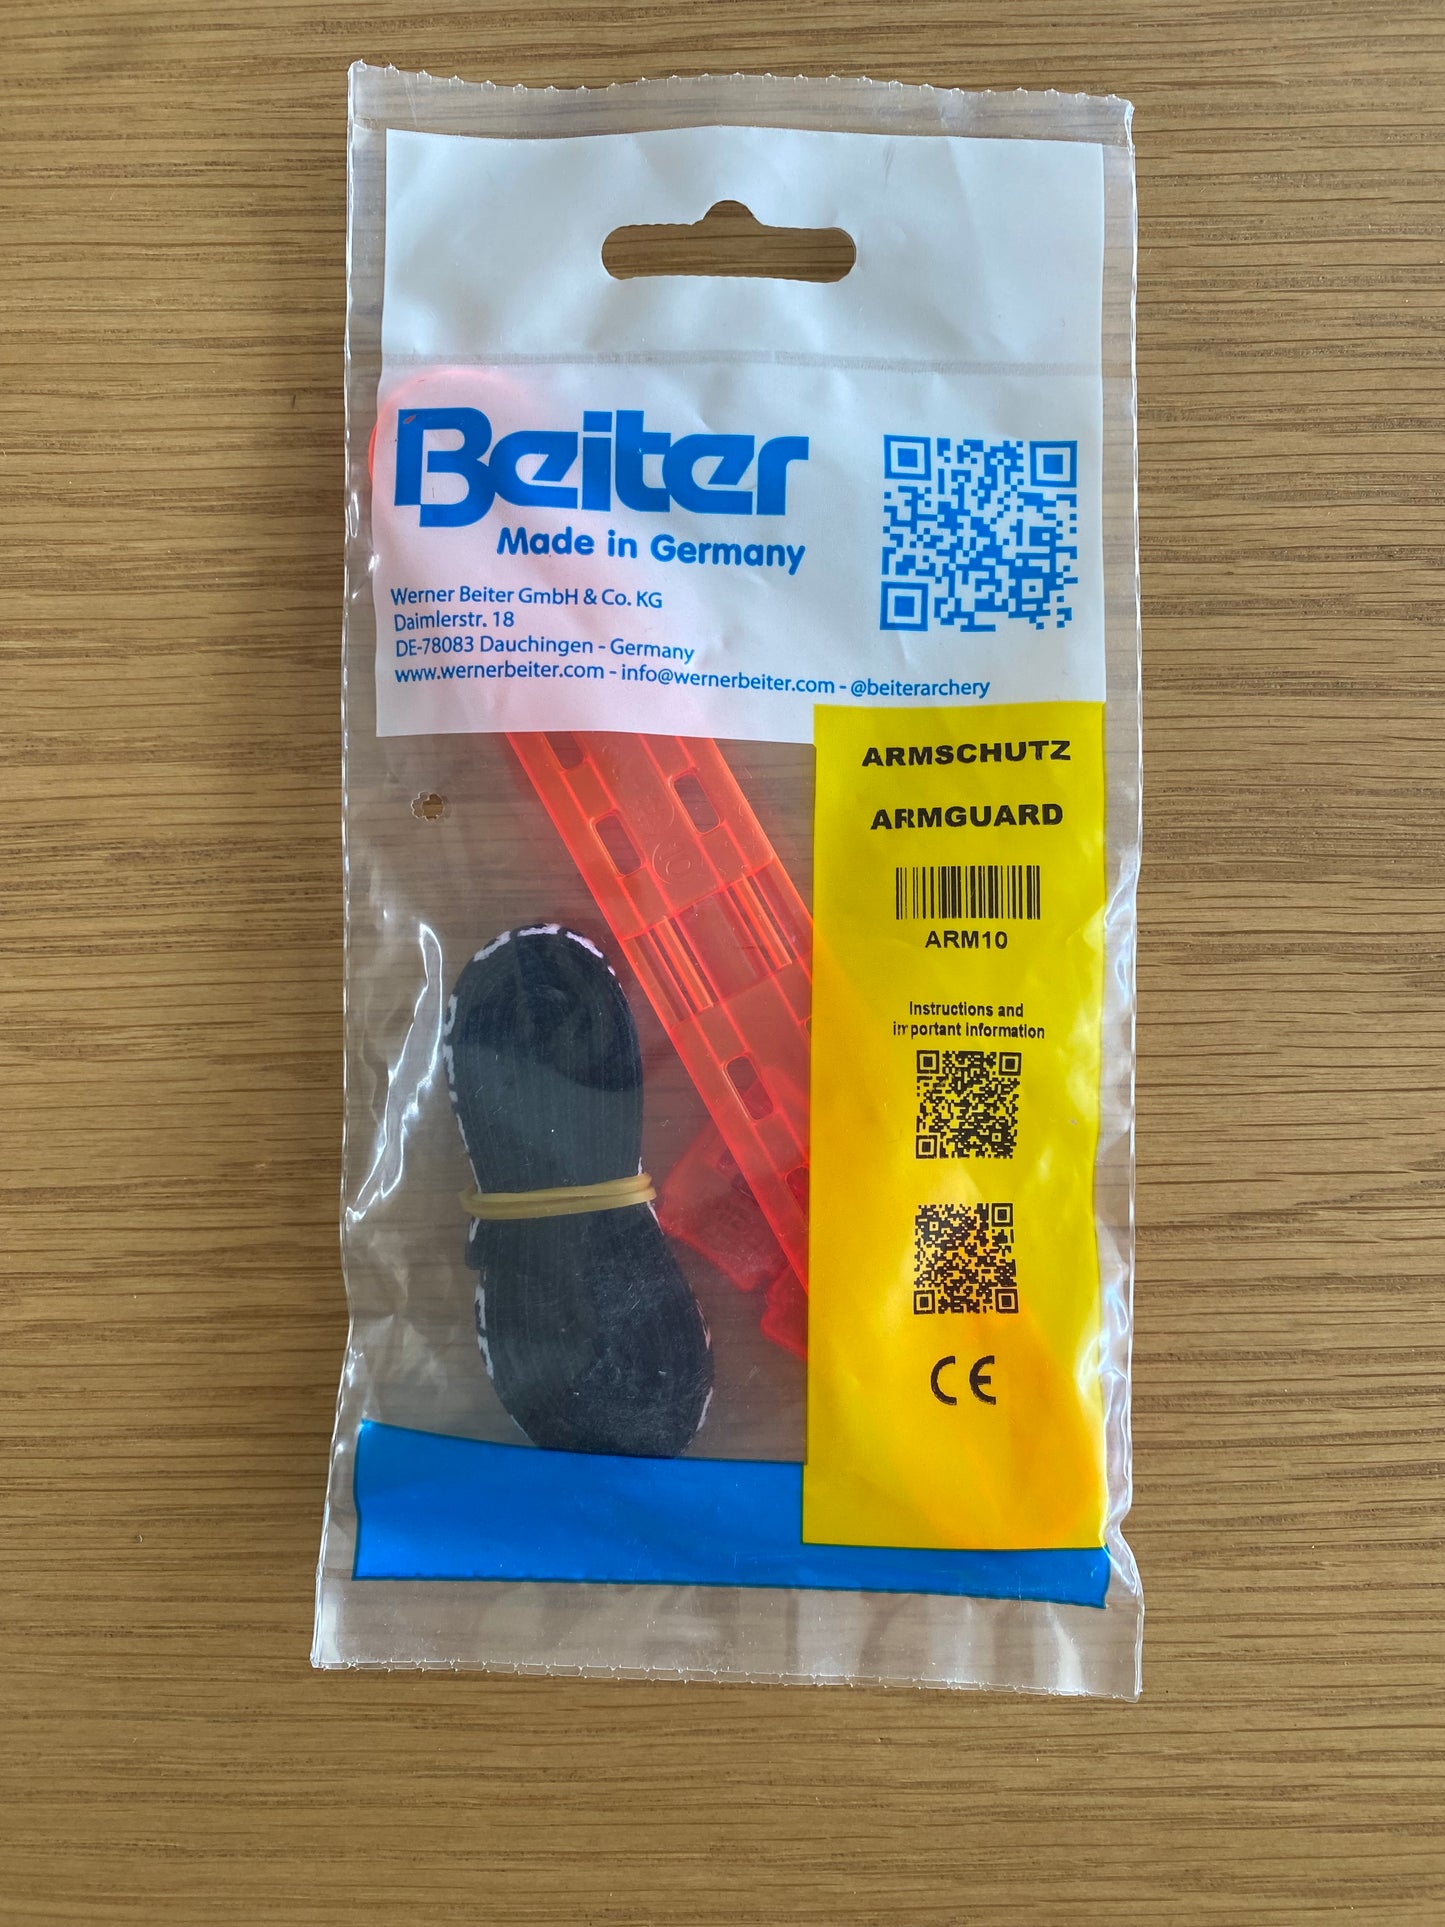 Beiter
Made in Germany
Werner Beiter GmbH & Co. KG
Daimlerstr. 18
DE-78083 Dauchingen - Germany
www.wernerbeiter.com - info@wernerbeiter.com - @beiterarchery
ARMSCHUTZ
ARMGUARD
ARM10
Instructions and
important information
CE
10